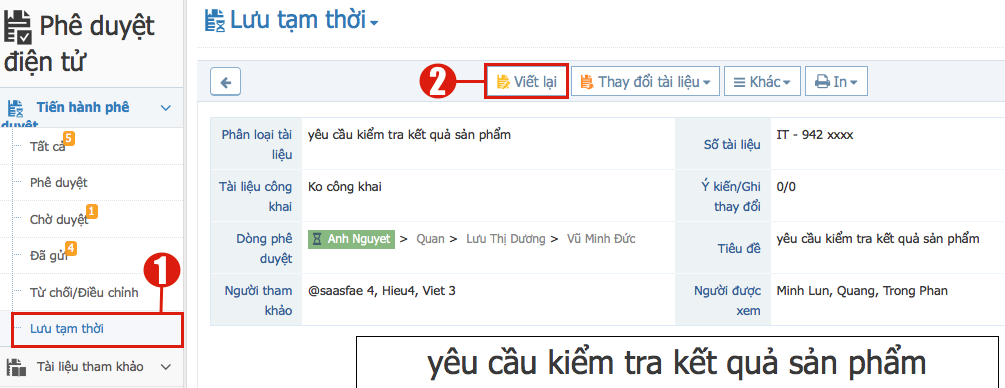 Phê duyệt
điện tử
Tiến hành phê
duyệt
Tất cả 5
Phê duyệt
Chờ duyệt 1
Đã gửi 4
1
Từ chối/Điều chỉnh
Lưu tạm thời
Tài liệu tham khảo
Lưu tạm thời
2 Viết lại Thay đổi tài liệu Khác In
Phân loại tài
liệu
yêu cầu kiểm tra kết quả sản phẩm
Số tài liệu
IT - 942 xxxx
Tài liệu công
khai
Ko công khai
Ý kiến/Ghi
thay đổi
0/0
Dòng phê
duyệt
Anh Nguyet > Quan > Lưu Thị Dương > Vũ Minh Đức
Tiêu đề
yêu cầu kiểm tra kết quả sản phẩm
Người tham
khảo
@saasfae 4, Hieu4, Viet 3
Người được
xem
Minh Lun, Quang, Trong Phan
yêu cầu kiểm tra kết quả sản phẩm